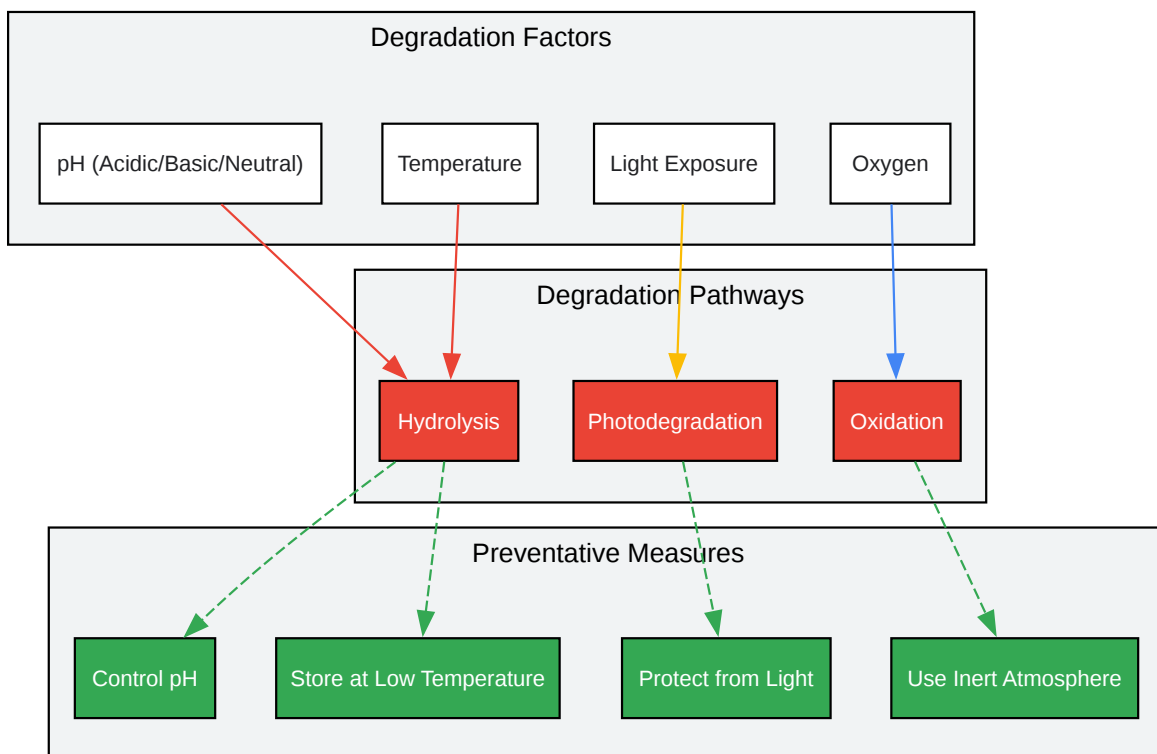 Degradation Factors
pH (Acidic/Basic/Neutral)
Temperature
Light Exposure
Oxygen
Degradation Pathways
Hydrolysis
Photodegradation
Oxidation
Preventative Measures
Control pH
Store at Low Temperature
Protect from Light
Use Inert Atmosphere